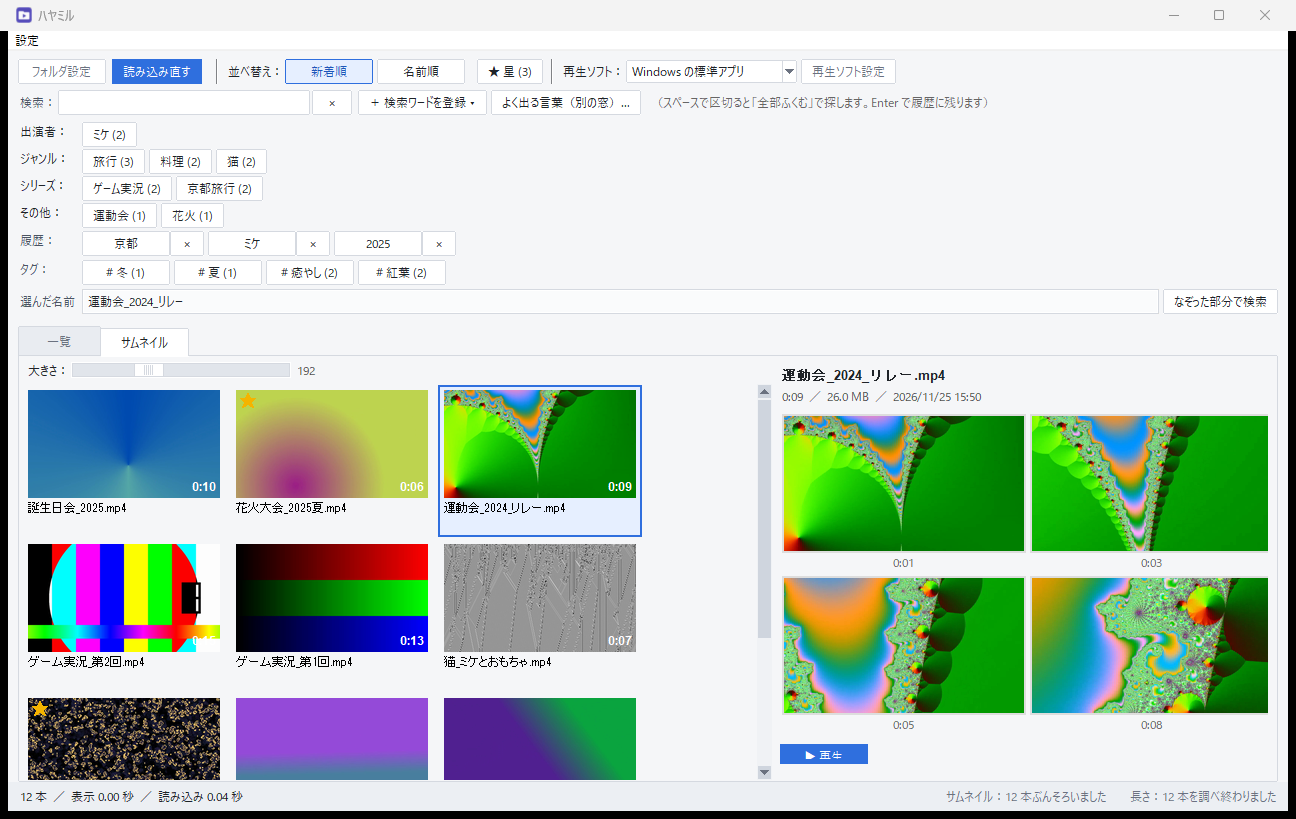 ハヤミル
設定
フォルダ設定 読み込み直す 並べ替え： 新着順 名前順 ★ 星 (3) 再生ソフト： Windows の標準アプリ 再生ソフト設定
検索： × ＋ 検索ワードを登録 よく出る言葉（別の窓）... （スペースで区切ると「全部ふくむ」で探します。Enter で履歴に残ります）
出演者： ミケ (2)
ジャンル： 旅行 (3) 料理 (2) 猫 (2)
シリーズ： ゲーム実況 (2) 京都旅行 (2)
その他： 運動会 (1) 花火 (1)
履歴： 京都 × ミケ × 2025 ×
タグ： # 冬 (1) # 夏 (1) # 癒やし (2) # 紅葉 (2)
選んだ名前 運動会_2024_リレー なぞった部分で検索
一覧 サムネイル
大きさ： 192
0:10 0:06 0:09
誕生日会_2025.mp4 花火大会_2025夏.mp4 運動会_2024_リレー.mp4
0:13 0:07
ゲーム実況_第2回.mp4 ゲーム実況_第1回.mp4 猫_ミケとおもちゃ.mp4
運動会_2024_リレー.mp4
0:09 ／ 26.0 MB ／ 2026/11/25 15:50
0:01 0:03
0:05 0:08
▶ 再生
12 本 ／ 表示 0.00 秒 ／ 読み込み 0.04 秒 サムネイル：12 本ぶんそろいました 長さ：12 本を調べ終わりました